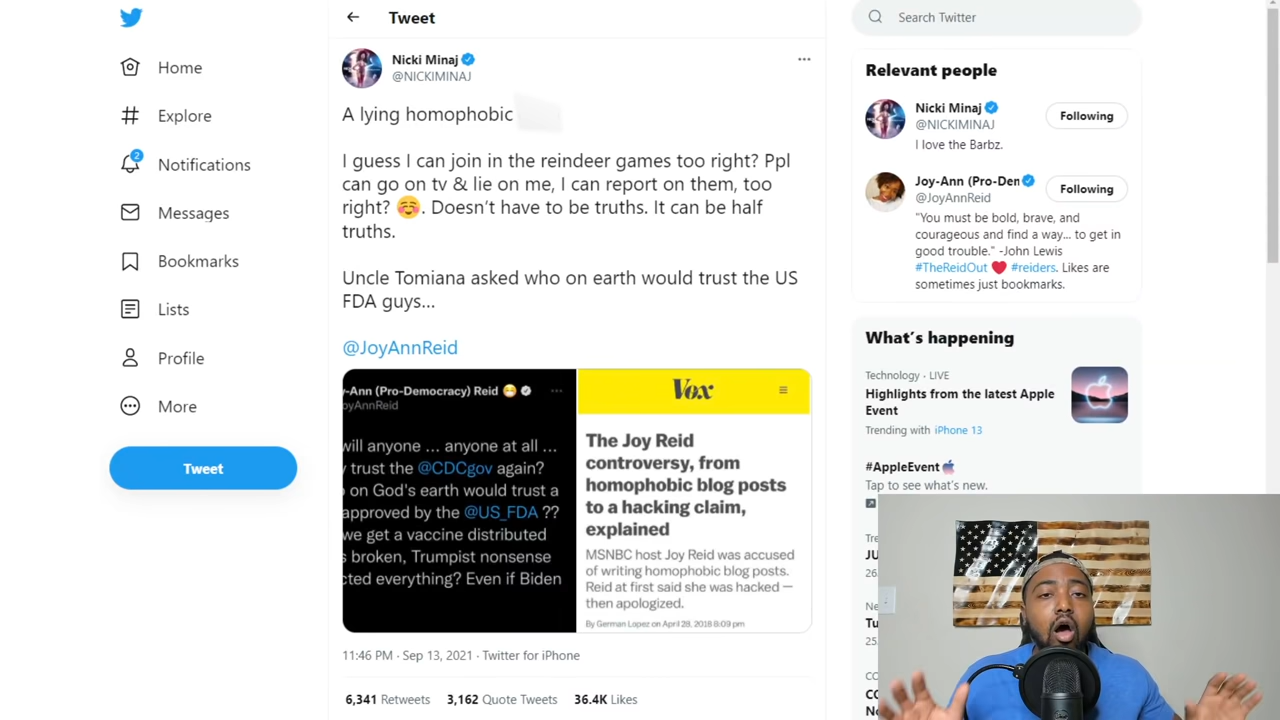 Home
Explore
2
Notifications
Messages
Bookmarks
Lists
Profile
More
Tweet
Tweet
Nicki Minaj
@NICKIMINAJ
A lying homophobic
I guess I can join in the reindeer games too right? Ppl
can go on tv & lie on me, I can report on them, too
right? 😊. Doesn’t have to be truths. It can be half
truths.
Uncle Tomiana asked who on earth would trust the US
FDA guys...
@JoyAnnReid
y-Ann (Pro-Democracy) Reid
oyAnnReid
will anyone ... anyone at all ...
y trust the @CDCgov again?
o on God's earth would trust a
approved by the @US_FDA ??
we get a vaccine distributed
s broken, Trumpist nonsense
cted everything? Even if Biden
Vox
The Joy Reid
controversy, from
homophobic blog posts
to a hacking claim,
explained
MSNBC host Joy Reid was accused
of writing homophobic blog posts.
Reid at first said she was hacked —
then apologized.
By German Lopez on April 28, 2018 8:09 pm
11:46 PM · Sep 13, 2021 · Twitter for iPhone
6,341 Retweets 3,162 Quote Tweets 36.4K Likes
Search Twitter
Relevant people
Nicki Minaj
@NICKIMINAJ
Following
I love the Barbz.
Joy-Ann (Pro-Den
@JoyAnnReid
Following
"You must be bold, brave, and
courageous and find a way... to get in
good trouble." -John Lewis
#TheReidOut ❤️ #reiders. Likes are
sometimes just bookmarks.
What’s happening
Technology · LIVE
Highlights from the latest Apple
Event
Trending with iPhone 13
#AppleEvent
Tap to see what’s new.
Tre
JU
26
Ne
Tu
25
CO
CO
No